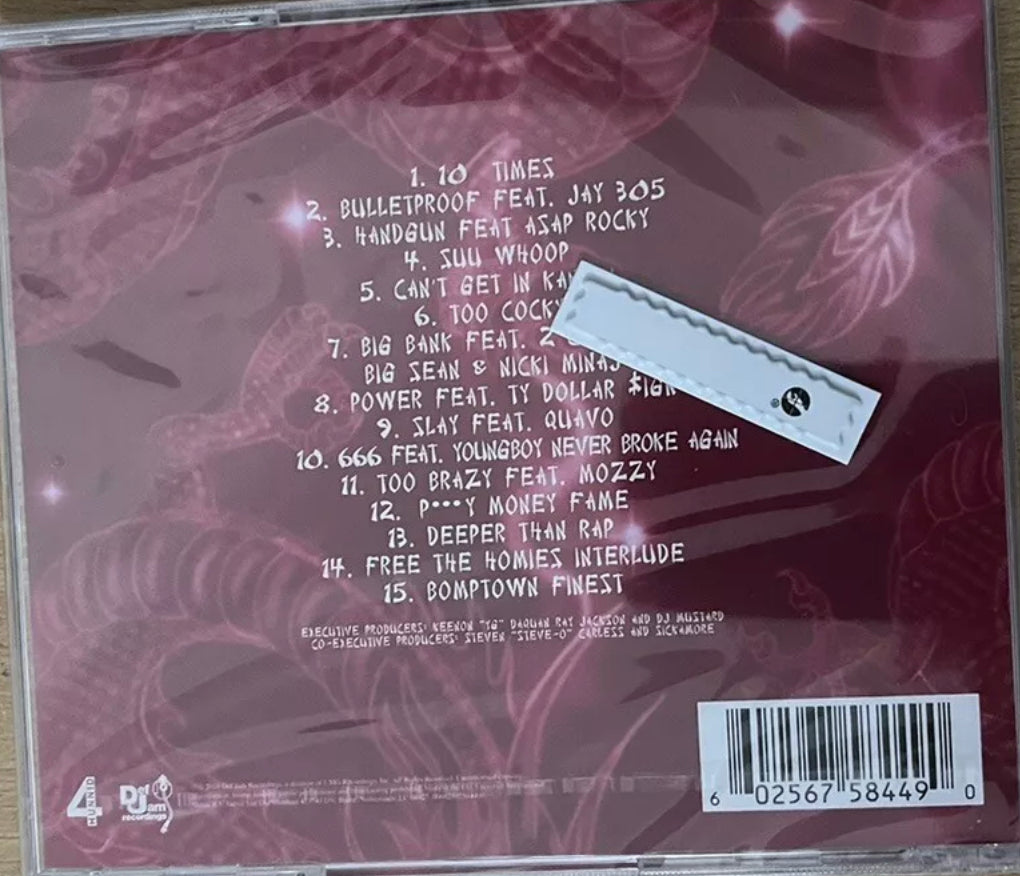 1. 10 TIMES
2. BULLETPROOF FEAT. JAY 305
3. HANDGUN FEAT ASAP ROCKY
4. SUU WHOOP
5. CAN'T GET IN
6. TOO COCKY
7. BIG BANK FEAT. 2
BIG SEAN & NICKI MINAJ
8. POWER FEAT. TY DOLLAR $IGN
9. SLAY FEAT. QUAVO
10. 666 FEAT. YOUNGBOY NEVER BROKE AGAIN
11. TOO BRAZY FEAT. MOZZY
12. P•••Y MONEY FAME
13. DEEPER THAN RAP
14. FREE THE HOMIES INTERLUDE
15. BOMPTOWN FINEST
EXECUTIVE PRODUCERS: KEENON "YG" DAQUAN RAY JACKSON AND DJ MUSTARD
CO-EXECUTIVE PRODUCERS: STEVEN "STEVE-O" CARLESS AND SICKAMORE
4 HUNNID
Def Jam recordings
6 02567 58449 0